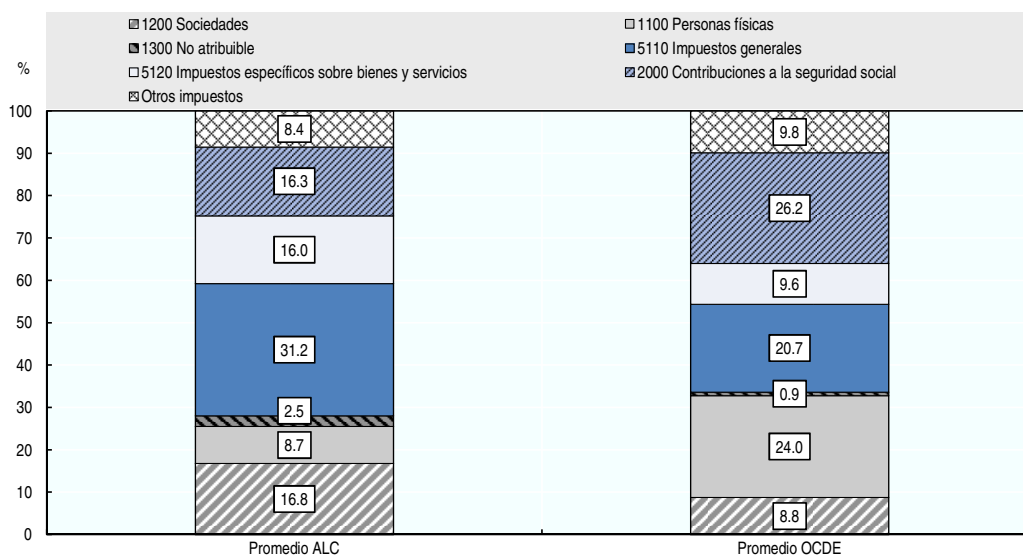 1200 Sociedades
1100 Personas físicas
1300 No atribuible
5110 Impuestos generales
5120 Impuestos específicos sobre bienes y servicios
2000 Contribuciones a la seguridad social
Otros impuestos
%
100
90
80
70
60
50
40
30
20
10
0
8.4
16.3
16.0
31.2
2.5
8.7
16.8
9.8
26.2
9.6
20.7
0.9
24.0
8.8
Promedio ALC
Promedio OCDE